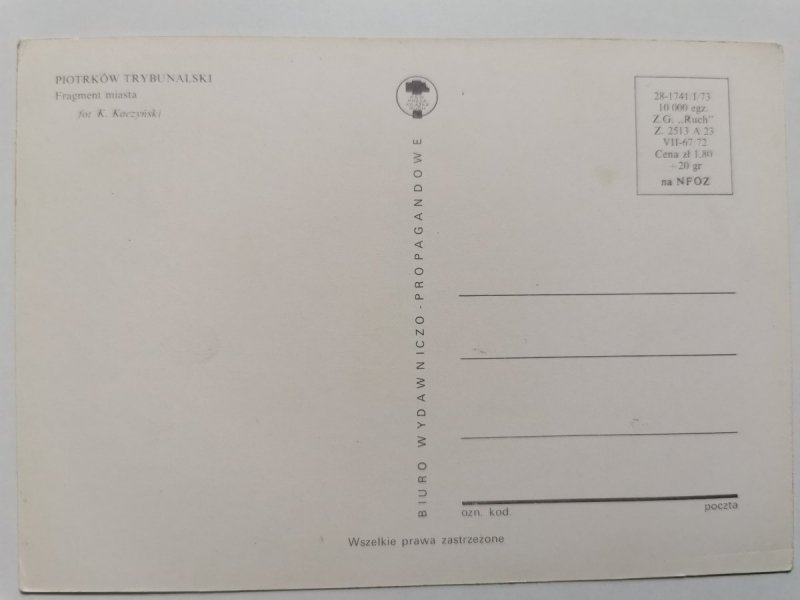 PIOTRKÓW TRYBUNALSKI
Fragment miasta
fot K. Kaczyński
BIURO WYDAWNICZO-PROPAGANDOWE
28-1741/I/73
10 000 egz.
Z.G. „Ruch”
Z. 2513 A 23
VII-67/72
Cena zł 1,80
+20 gr
na NFOZ
ozn. kod.
poczta
Wszelkie prawa zastrzeżone